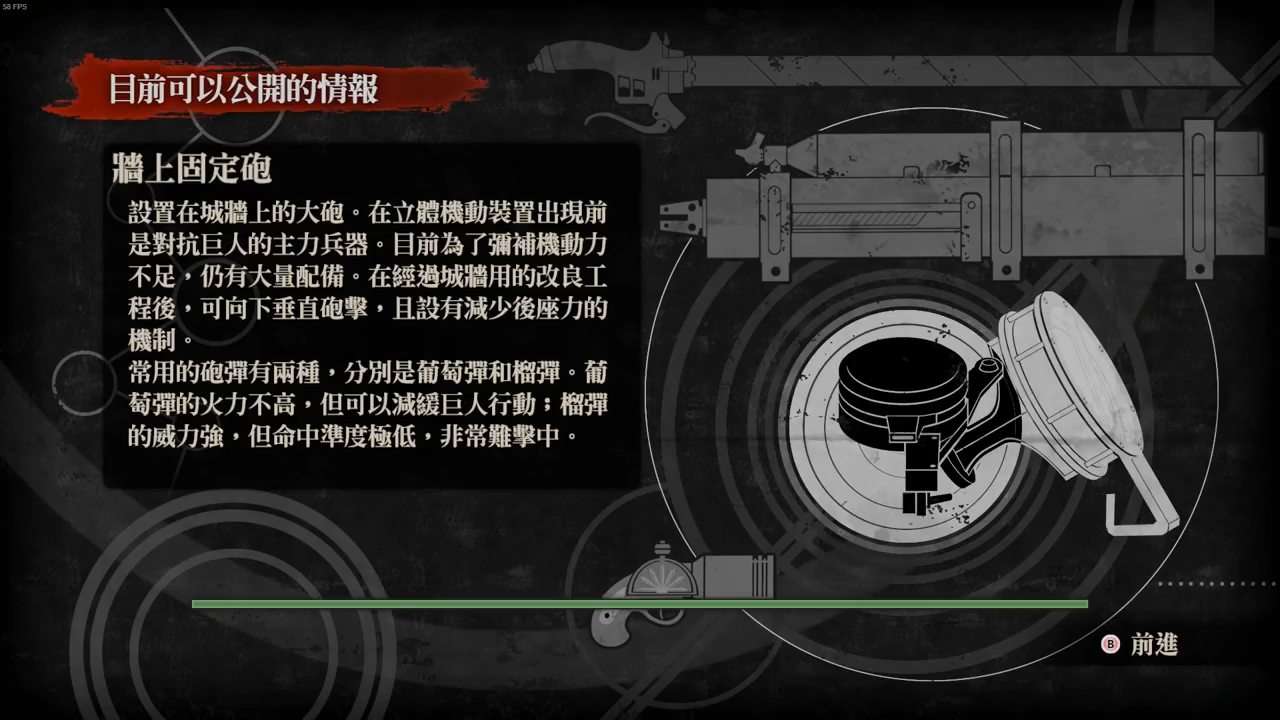 58 FPS
目前可以公開的情報
牆上固定砲
設置在城牆上的大砲。在立體機動裝置出現前
是對抗巨人的主力兵器。目前為了彌補機動力
不足，仍有大量配備。在經過城牆用的改良工
程後，可向下垂直砲擊，且設有減少後座力的
機制。
常用的砲彈有兩種，分別是葡萄彈和榴彈。葡
萄彈的火力不高，但可以減緩巨人行動；榴彈
的威力強，但命中準度極低，非常難擊中。
B 前進